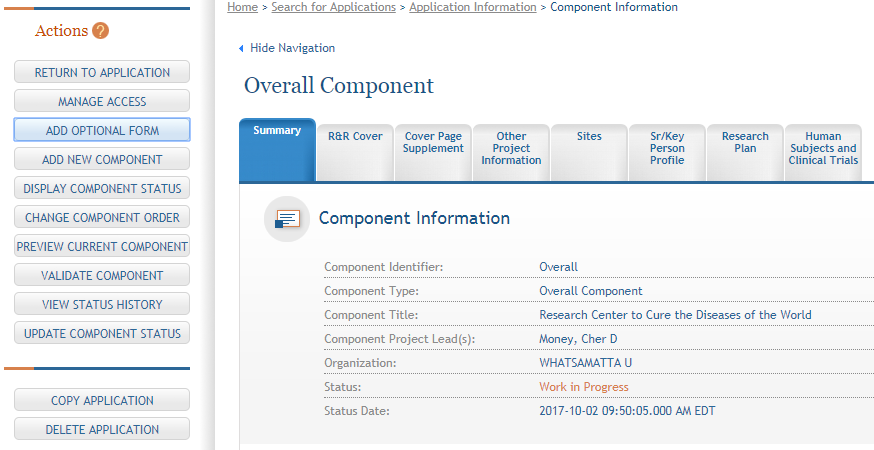 Home > Search for Applications > Application Information > Component Information
Actions ?
RETURN TO APPLICATION
MANAGE ACCESS
ADD OPTIONAL FORM
ADD NEW COMPONENT
DISPLAY COMPONENT STATUS
CHANGE COMPONENT ORDER
PREVIEW CURRENT COMPONENT
VALIDATE COMPONENT
VIEW STATUS HISTORY
UPDATE COMPONENT STATUS
COPY APPLICATION
DELETE APPLICATION
Hide Navigation
Overall Component
Summary
R&R Cover
Cover Page
Supplement
Other
Project
Information
Sites
Sr/Key
Person
Profile
Research
Plan
Human
Subjects and
Clinical Trials
Component Information
Component Identifier: Overall
Component Type: Overall Component
Component Title: Research Center to Cure the Diseases of the World
Component Project Lead(s): Money, Cher D
Organization: WHATSAMATTA U
Status: Work in Progress
Status Date: 2017-10-02 09:50:05.000 AM EDT